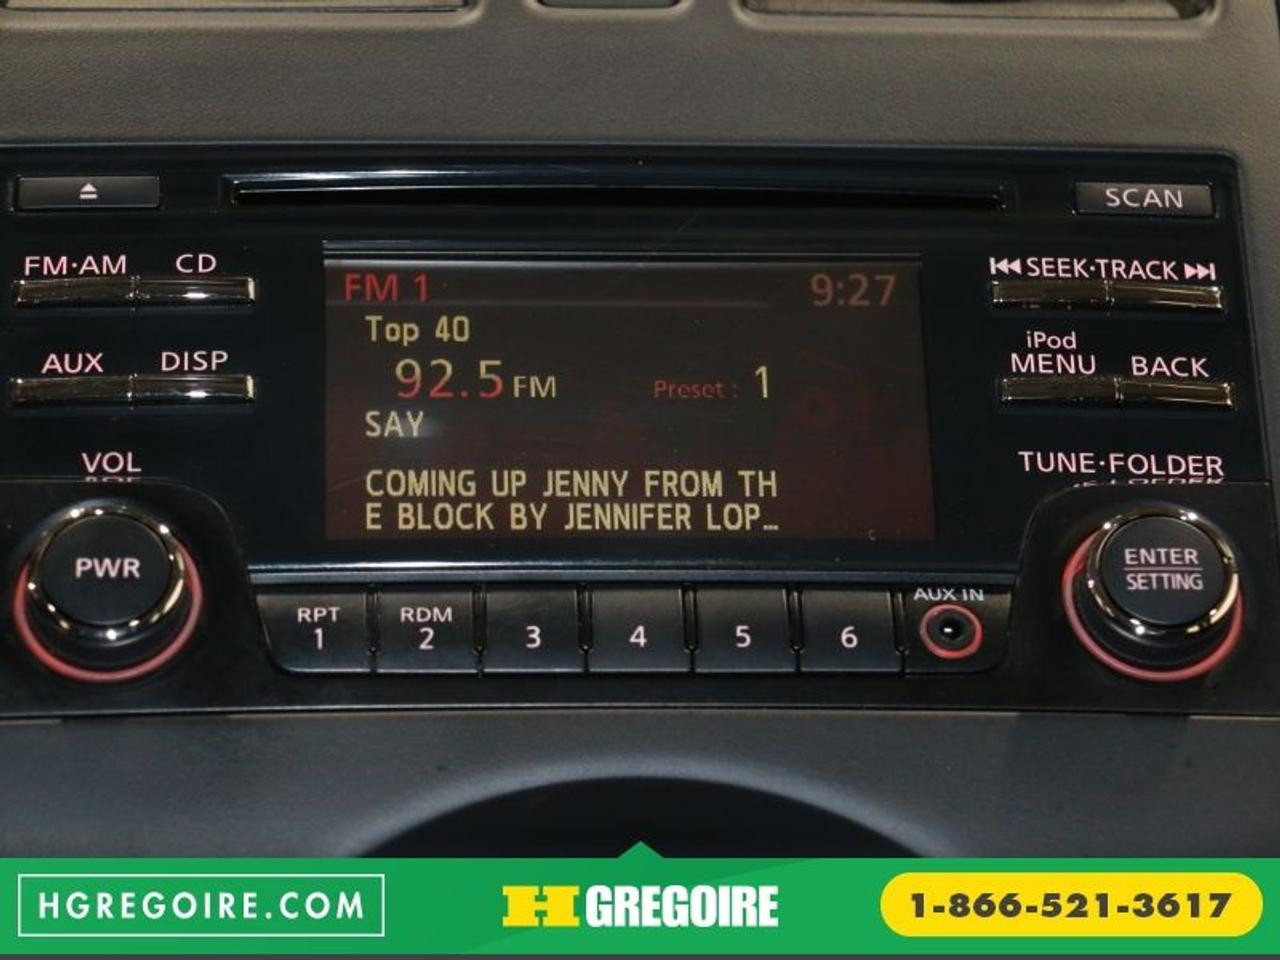 SCAN
FM·AM CD
SEEK·TRACK
FM 1 9:27
Top 40
92.5 FM Preset: 1
SAY
COMING UP JENNY FROM TH
E BLOCK BY JENNIFER LOP…
AUX DISP
iPod
MENU BACK
VOL
TUNE·FOLDER
PWR
ENTER
SETTING
RPT
1
RDM
2
3
4
5
6
AUX IN
HGREGOIRE.COM
H GREGOIRE
1-866-521-3617